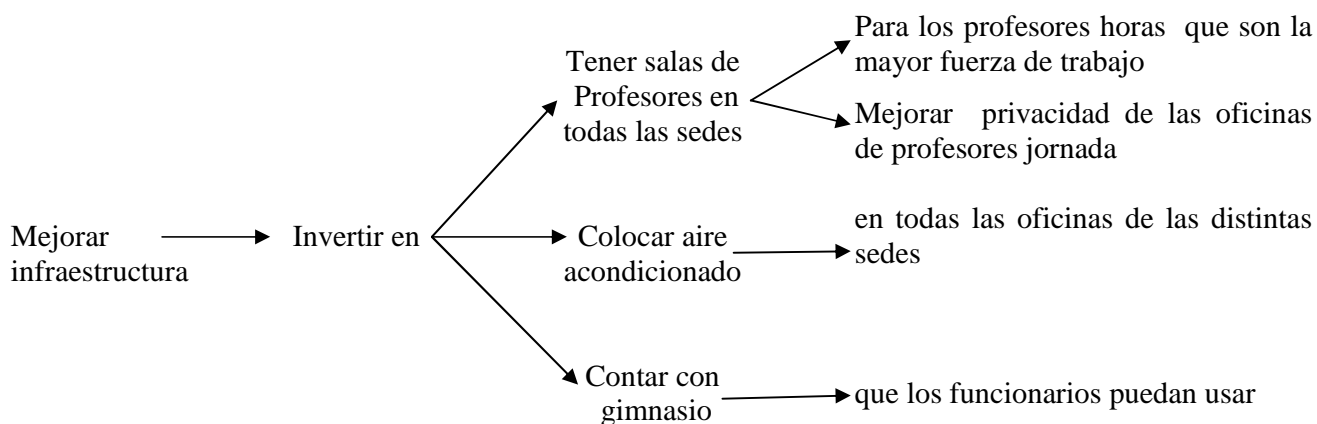 Mejorar
infraestructura
Invertir en
Tener salas de
Profesores en
todas las sedes
Para los profesores horas que son la
mayor fuerza de trabajo
Mejorar privacidad de las oficinas
de profesores jornada
Colocar aire
acondicionado
en todas las oficinas de las distintas
sedes
Contar con
gimnasio
que los funcionarios puedan usar